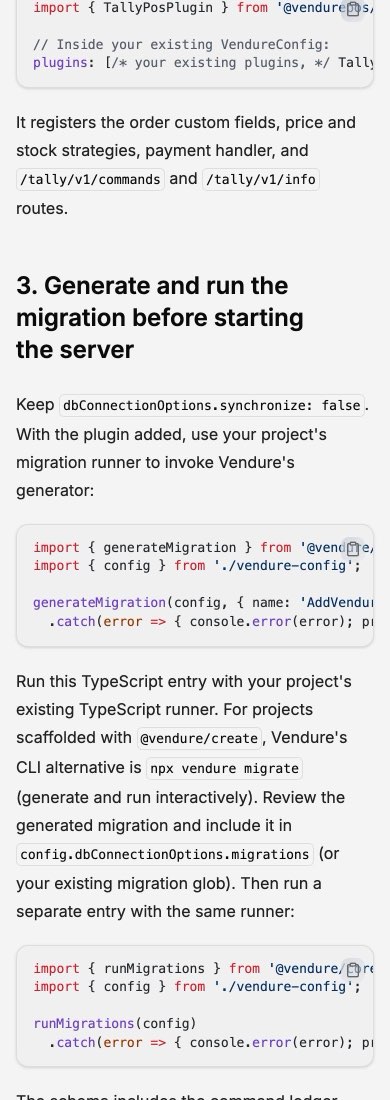 import { TallyPosPlugin } from '@vendurepos/
// Inside your existing VendureConfig:
plugins: [/* your existing plugins, */ Tally
It registers the order custom fields, price and
stock strategies, payment handler, and
/tally/v1/commands and /tally/v1/info
routes.
3. Generate and run the
migration before starting
the server
Keep dbConnectionOptions.synchronize: false.
With the plugin added, use your project's
migration runner to invoke Vendure's
generator:
import { generateMigration } from '@vendure/
import { config } from './vendure-config';
generateMigration(config, { name: 'AddVendur
.catch(error => { console.error(error); pr
Run this TypeScript entry with your project's
existing TypeScript runner. For projects
scaffolded with @vendure/create, Vendure's
CLI alternative is npx vendure migrate
(generate and run interactively). Review the
generated migration and include it in
config.dbConnectionOptions.migrations (or
your existing migration glob). Then run a
separate entry with the same runner:
import { runMigrations } from '@vendure/core
import { config } from './vendure-config';
runMigrations(config)
.catch(error => { console.error(error); pr